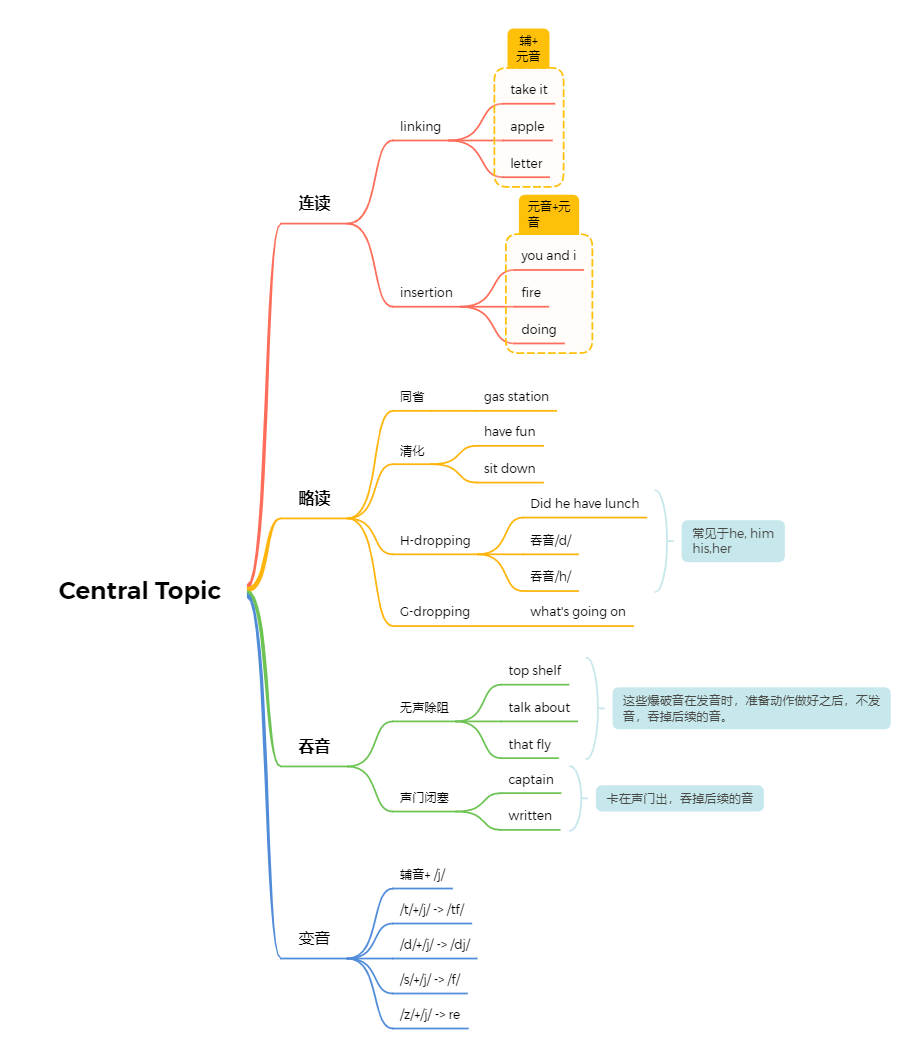 Central Topic
连读
linking
辅+
元音
take it
apple
letter
insertion
元音+元
音
you and i
fire
doing
略读
同省
gas station
清化
have fun
sit down
H-dropping
Did he have lunch
吞音/d/
吞音/h/
常见于he, him
his,her
G-dropping
what's going on
吞音
无声除阻
top shelf
talk about
that fly
这些爆破音在发音时，准备动作做好之后，不发
音，吞掉后续的音。
声门闭塞
captain
written
卡在声门出，吞掉后续的音
变音
辅音+ /j/
/t/+/j/ -> /tf/
/d/+/j/ -> /dj/
/s/+/j/ -> /f/
/z/+/j/ -> re